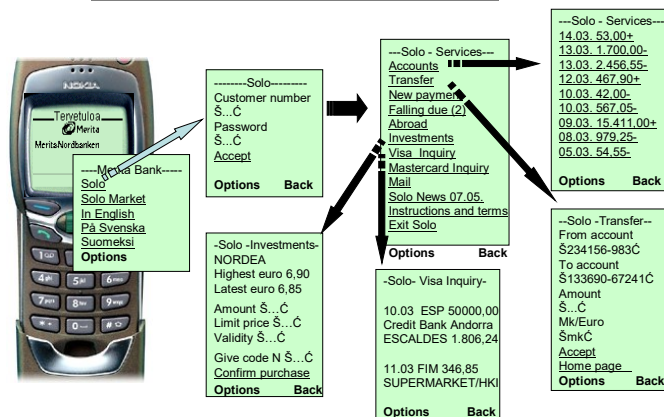 NOKIA
Tervetuloa
Merita
MeritaNordbanken
----Merita Bank-----
Solo
Solo Market
In English
På Svenska
Suomeksi
Options
--------Solo---------
Customer number
Š...Ć
Password
Š...Ć
Accept
Options Back
---Solo - Services---
Accounts
Transfer
New payment
Falling due (2)
Abroad
Investments
Visa Inquiry
Mastercard Inquiry
Mail
Solo News 07.05.
Instructions and terms
Exit Solo
Options Back
---Solo - Services---
14.03. 53,00+
13.03. 1.700,00-
13.03. 2.456,55-
12.03. 467,90+
10.03. 42,00-
10.03. 567,05-
09.03. 15.411,00+
08.03. 979,25-
05.03. 54,55-
Options Back
-Solo -Investments-
NORDEA
Highest euro 6,90
Latest euro 6,85
Amount Š...Ć
Limit price Š...Ć
Validity Š...Ć
Give code N Š...Ć
Confirm purchase
Options Back
-Solo- Visa Inquiry-
10.03 ESP 50000,00
Credit Bank Andorra
ESCALDES 1.806,24
11.03 FIM 346,85
SUPERMARKET/HKI
Options Back
--Solo -Transfer--
From account
Š234156-983Ć
To account
Š133690-67241Ć
Amount
Š...Ć
Mk/Euro
ŠmkĆ
Accept
Home page
Options Back